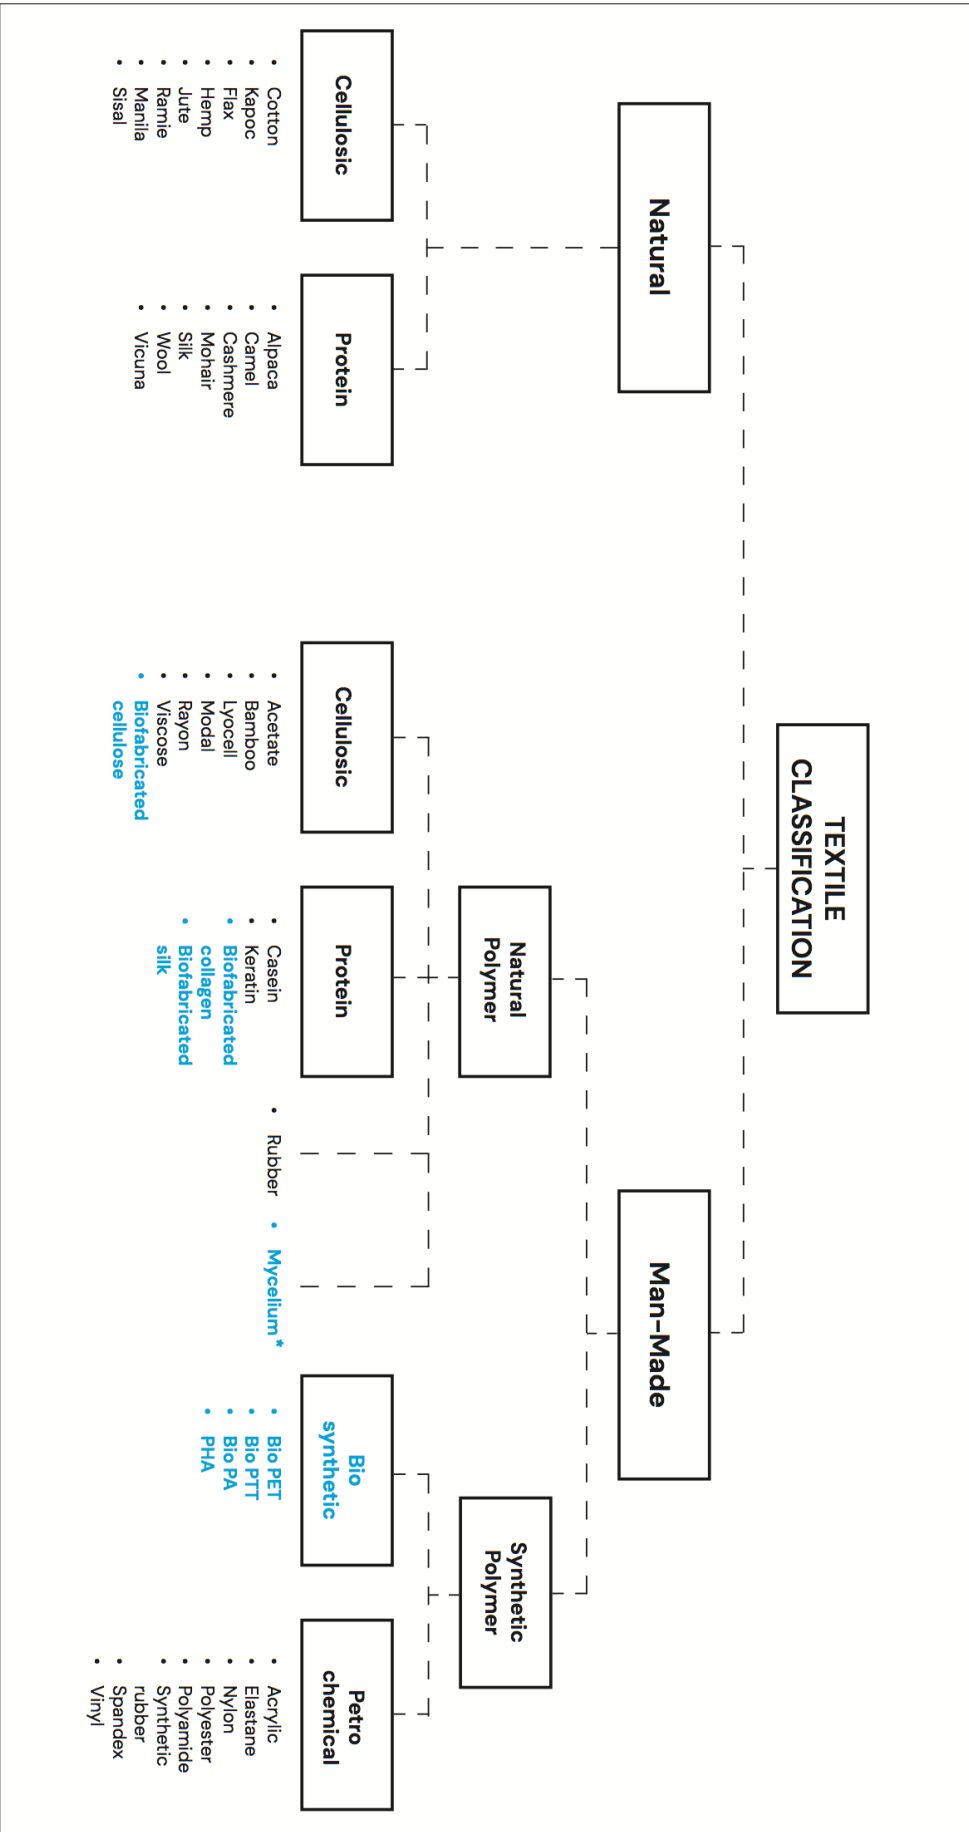 TEXTILE
CLASSIFICATION
Natural
Man-Made
Natural
Polymer
Synthetic
Polymer
Cellulosic
• Cotton
• Kapoc
• Flax
• Hemp
• Jute
• Ramie
• Manila
• Sisal
Protein
• Alpaca
• Camel
• Cashmere
• Mohair
• Silk
• Wool
• Vicuna
Cellulosic
• Acetate
• Bamboo
• Lyocell
• Modal
• Rayon
• Viscose
• Biofabricated
cellulose
Protein
• Casein
• Keratin
• Biofabricated
collagen
• Biofabricated
silk
• Rubber
• Mycelium*
Bio
synthetic
• Bio PET
• Bio PTT
• Bio PA
• PHA
Petro
chemical
• Acrylic
• Elastane
• Nylon
• Polyester
• Polyamide
• Synthetic
rubber
• Spandex
• Vinyl